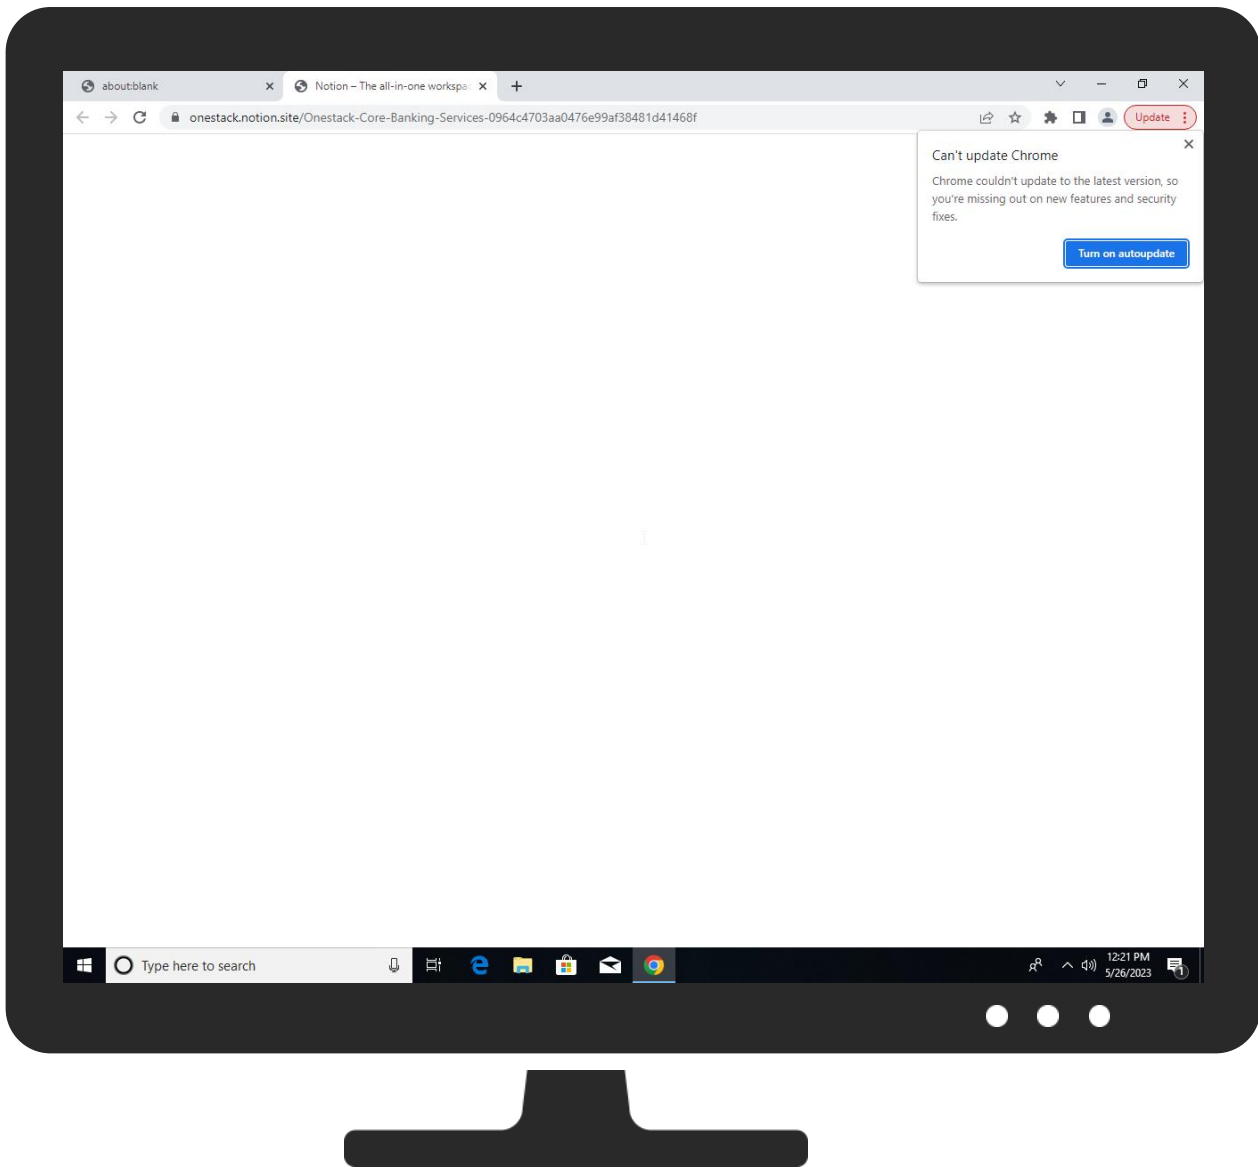 about:blank
Notion – The all-in-one workspac
onestack.notion.site/Onestack-Core-Banking-Services-0964c4703aa0476e99af38481d41468f
Update
Can't update Chrome
Chrome couldn't update to the latest version, so
you're missing out on new features and security
fixes.
Turn on autoupdate
Type here to search
12:21 PM
5/26/2023
1